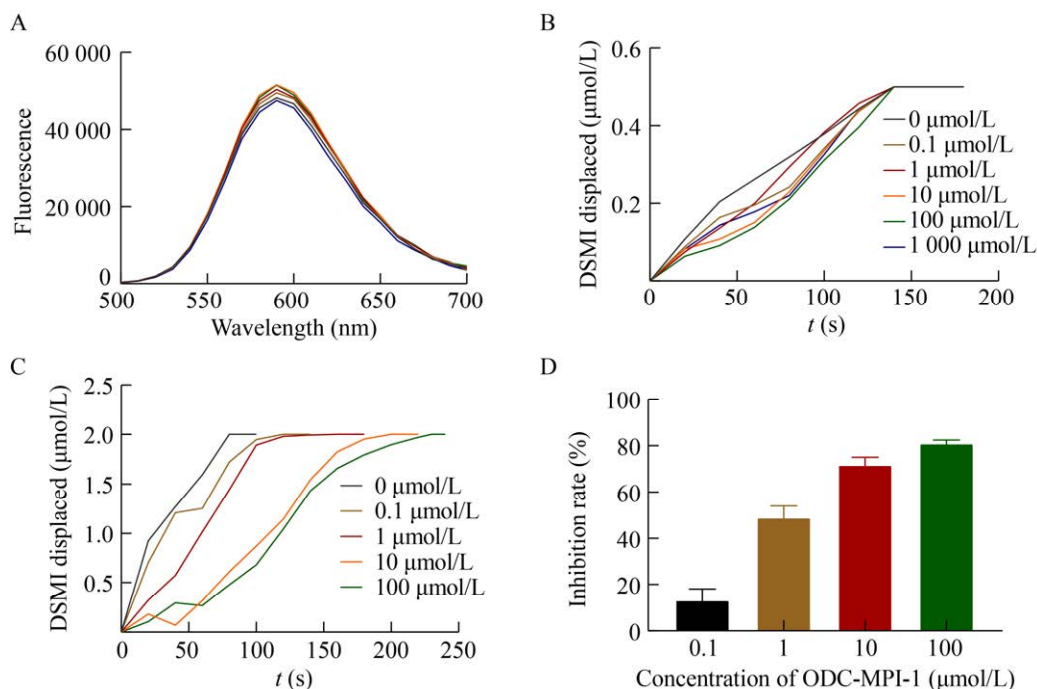 A
60 000
40 000
20 000
0
Fluorescence
500
550
600
650
700
Wavelength (nm)
B
0.6
0.4
0.2
DSMI displaced (μmol/L)
0
50
100
150
200
t (s)
0 μmol/L
0.1 μmol/L
1 μmol/L
10 μmol/L
100 μmol/L
1 000 μmol/L
C
2.5
2.0
1.5
1.0
0.5
DSMI displaced (μmol/L)
0
50
100
150
200
250
t (s)
0 μmol/L
0.1 μmol/L
1 μmol/L
10 μmol/L
100 μmol/L
D
100
80
60
40
20
0
Inhibition rate (%)
0.1
1
10
100
Concentration of ODC-MPI-1 (μmol/L)